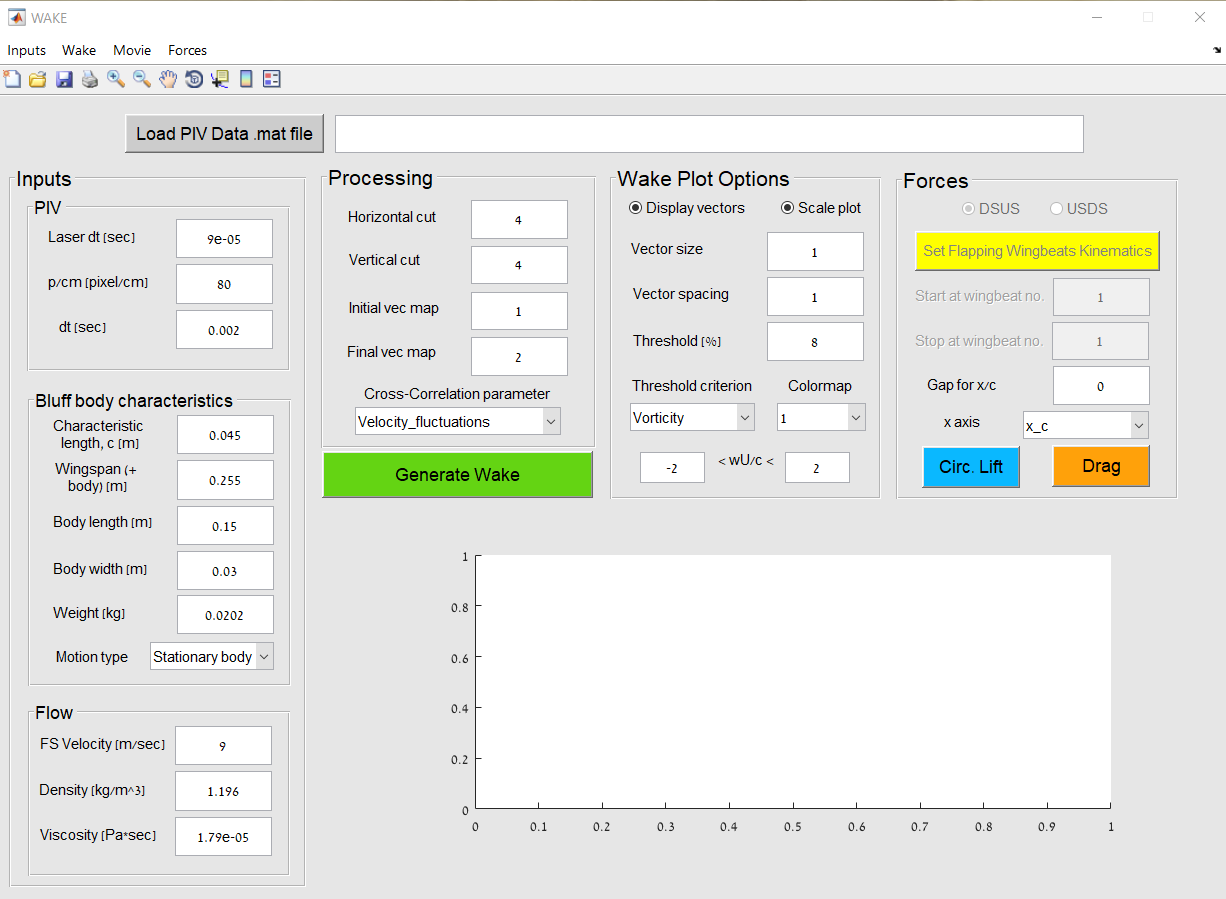 WAKE
Inputs Wake Movie Forces
Load PIV Data .mat file
Inputs
PIV
Laser dt [sec] 9e-05
p/cm [pixel/cm] 80
dt [sec] 0.002
Bluff body characteristics
Characteristic
length, c [m] 0.045
Wingspan (+
body) [m] 0.255
Body length [m] 0.15
Body width [m] 0.03
Weight [kg] 0.0202
Motion type Stationary body
Flow
FS Velocity [m/sec] 9
Density [kg/m^3] 1.196
Viscosity [Pa*sec] 1.79e-05
Processing
Horizontal cut 4
Vertical cut 4
Initial vec map 1
Final vec map 2
Cross-Correlation parameter
Velocity_fluctuations
Generate Wake
Wake Plot Options
Display vectors Scale plot
Vector size 1
Vector spacing 1
Threshold [%] 8
Threshold criterion Colormap
Vorticity 1
-2 < wU/c < 2
Forces
DSUS USDS
Set Flapping Wingbeats Kinematics
Start at wingbeat no. 1
Stop at wingbeat no. 1
Gap for x/c 0
x axis x_c
Circ. Lift Drag
1
0.8
0.6
0.4
0.2
0
0 0.1 0.2 0.3 0.4 0.5 0.6 0.7 0.8 0.9 1